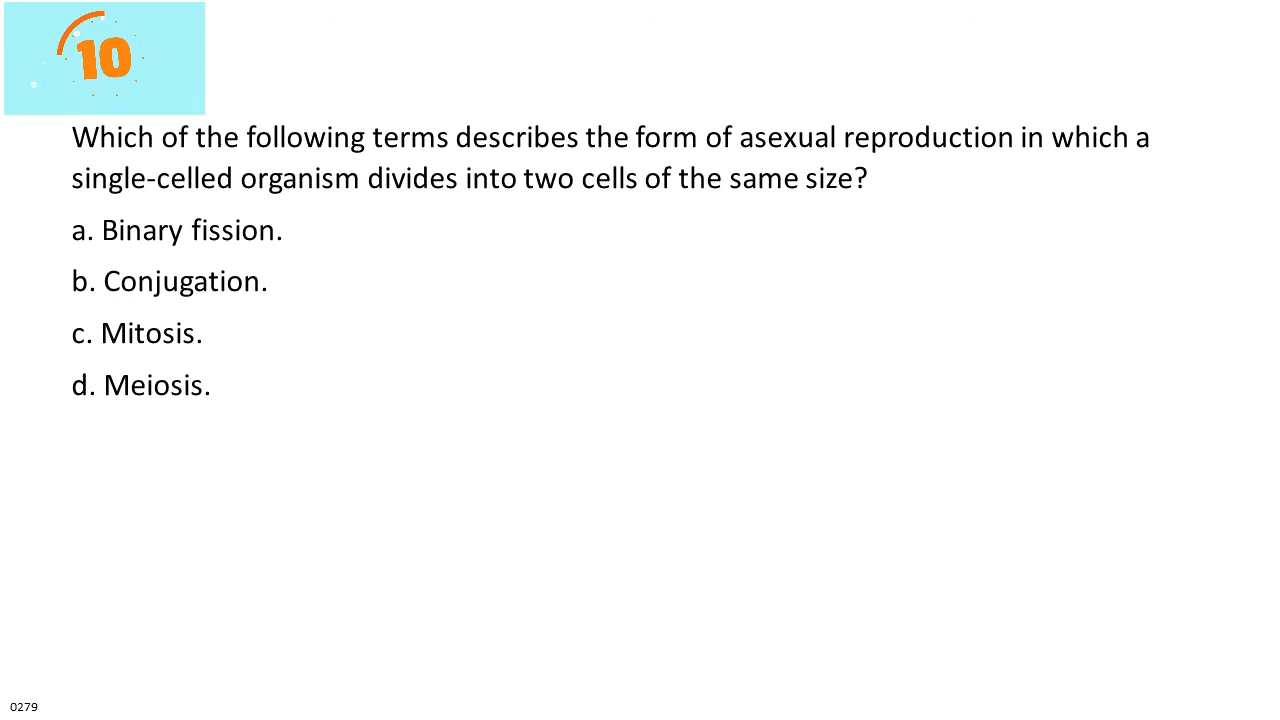 10
Which of the following terms describes the form of asexual reproduction in which a
single-celled organism divides into two cells of the same size?
a. Binary fission.
b. Conjugation.
c. Mitosis.
d. Meiosis.
0279